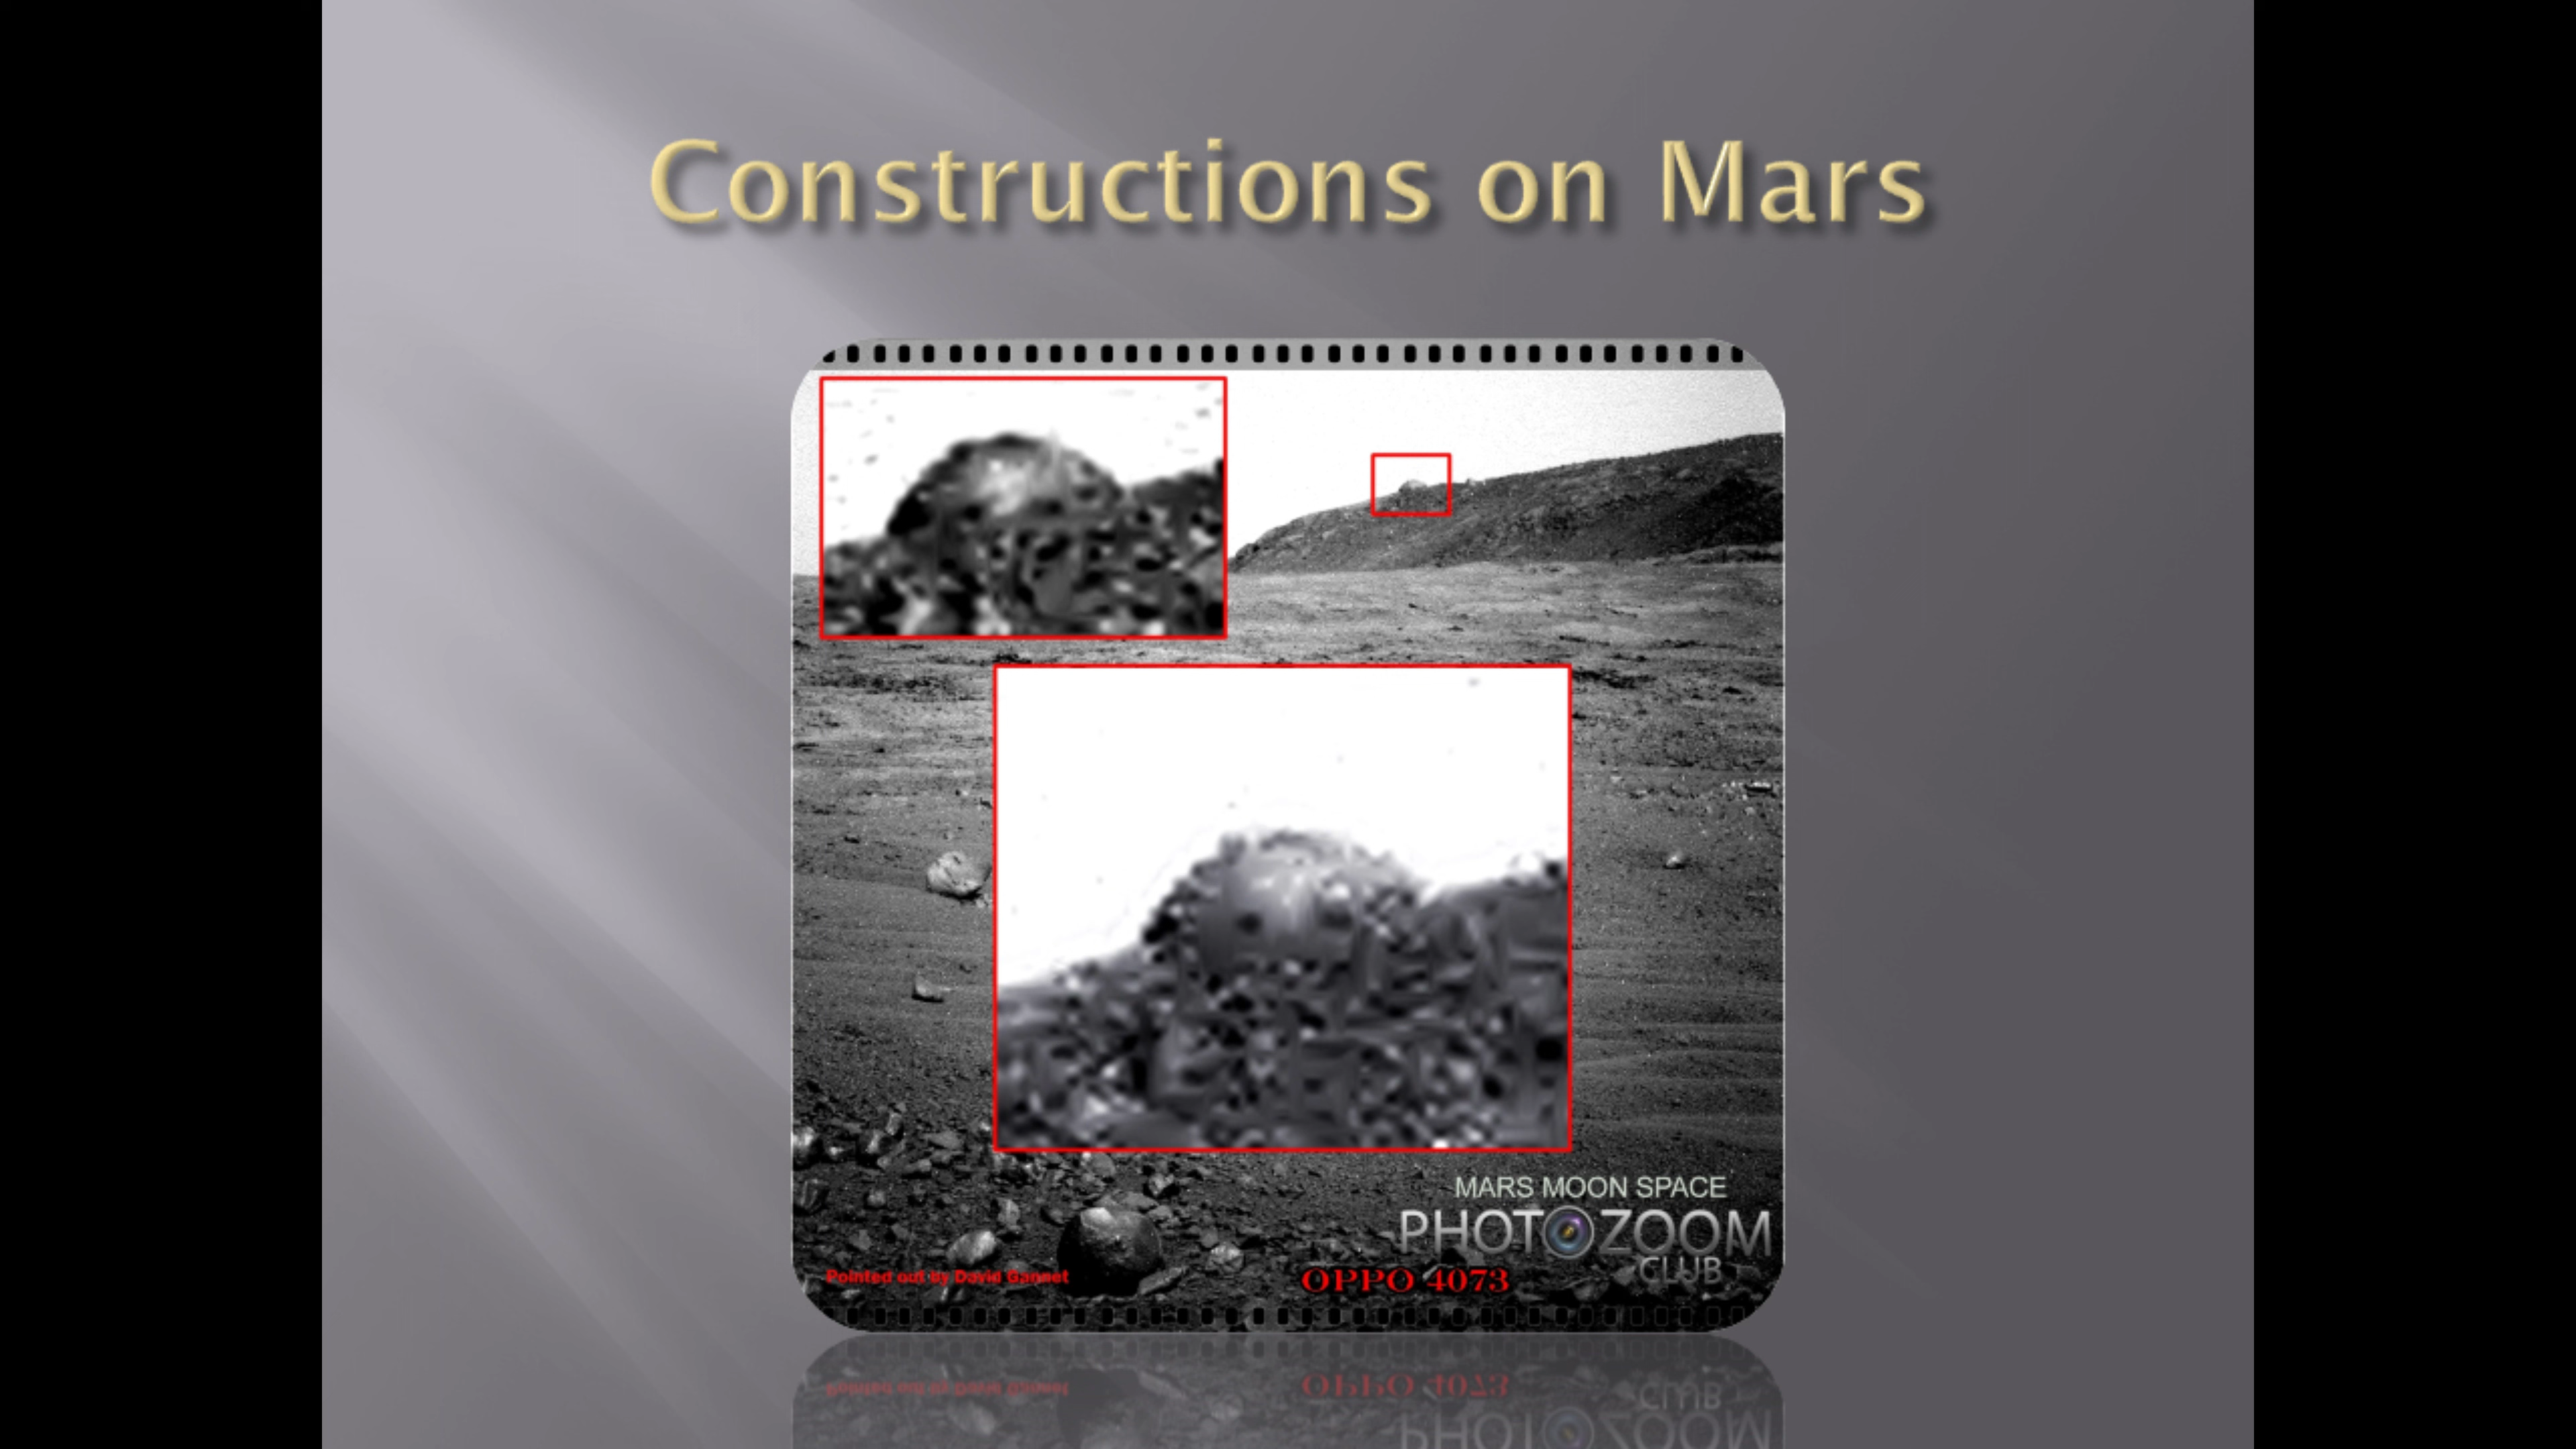 Constructions on Mars
MARS MOON SPACE
PHOTOZOOM
CLUB
Pointed out by David Gannet
OPPO 4073